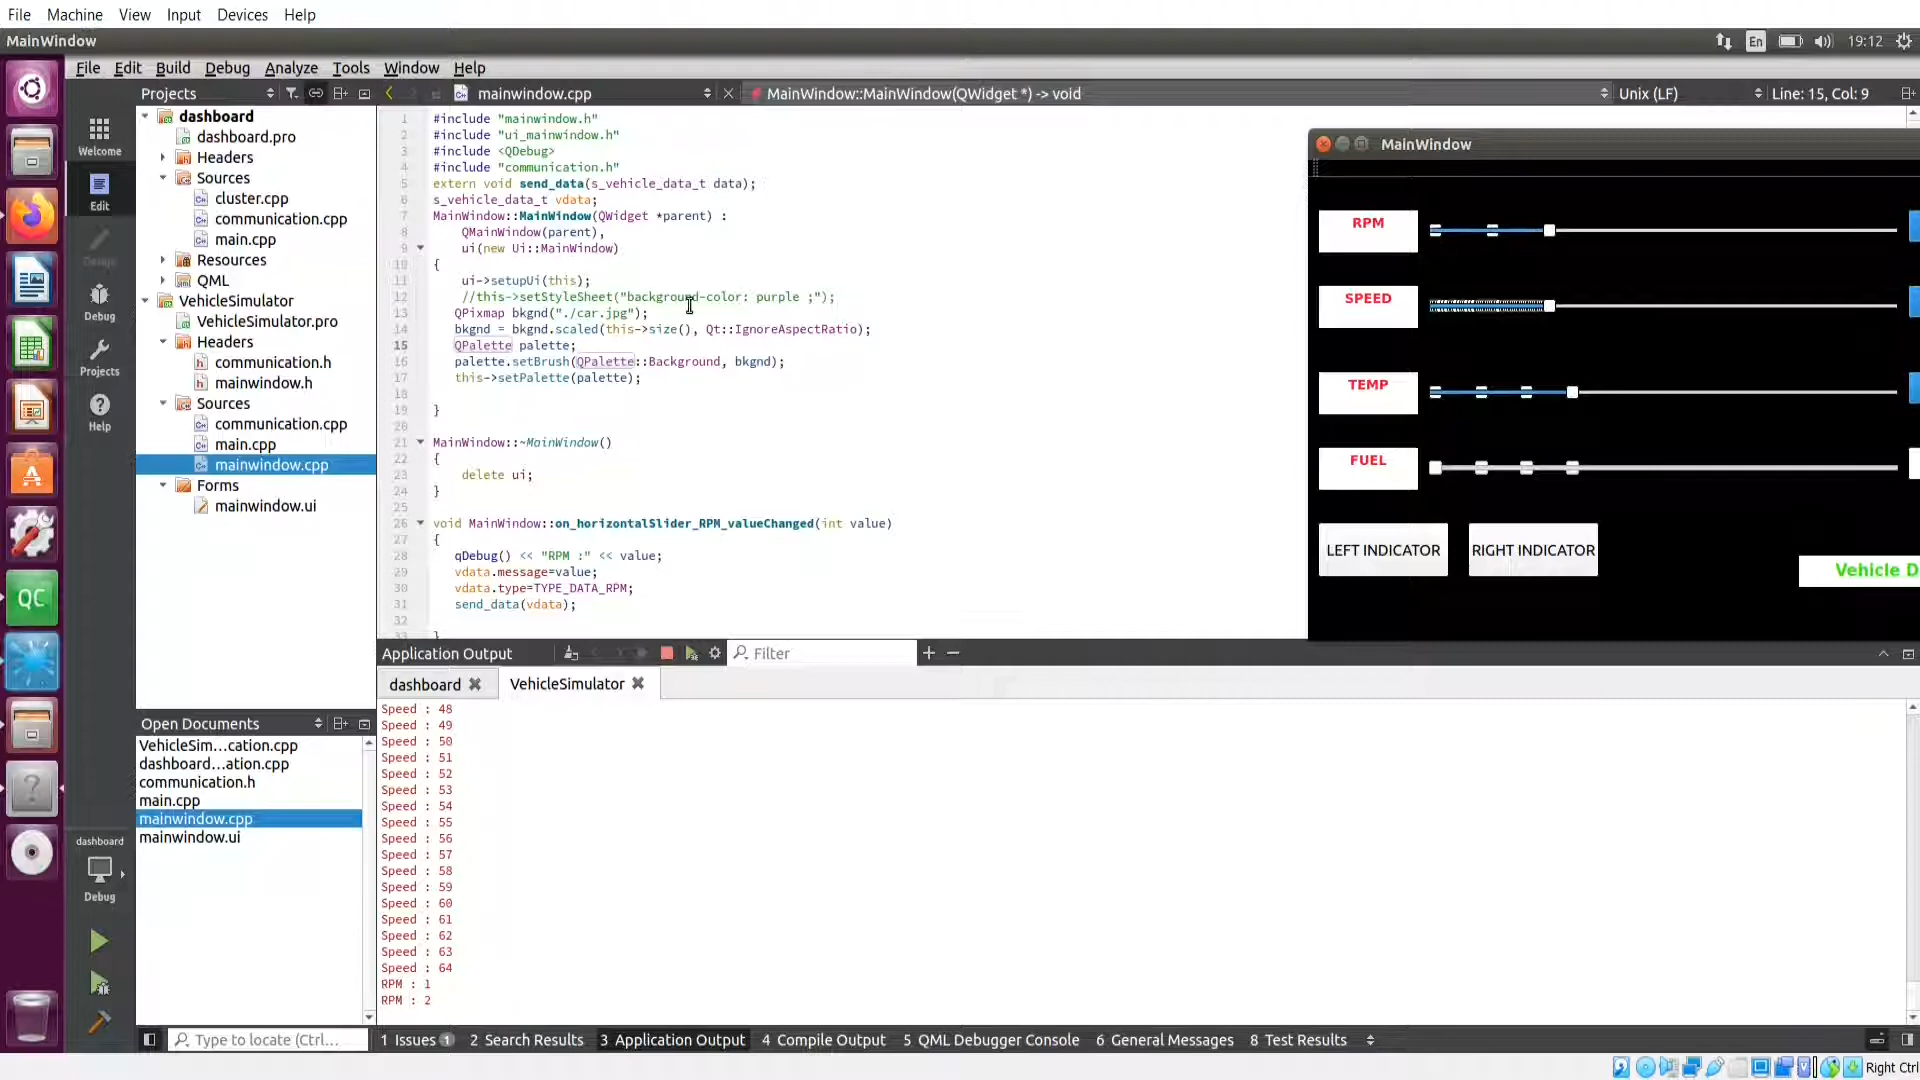 File Machine View Input Devices Help
MainWindow
En 19:12
File Edit Build Debug Analyze Tools Window Help
Projects
mainwindow.cpp
MainWindow::MainWindow(QWidget *) -> void
Unix (LF)
Line: 15, Col: 9
Welcome
Edit
Design
Debug
Projects
Help
dashboard
Debug
dashboard
dashboard.pro
Headers
Sources
cluster.cpp
communication.cpp
main.cpp
Resources
QML
VehicleSimulator
VehicleSimulator.pro
Headers
communication.h
mainwindow.h
Sources
communication.cpp
main.cpp
mainwindow.cpp
Forms
mainwindow.ui
Open Documents
VehicleSim...cation.cpp
dashboard...ation.cpp
communication.h
main.cpp
mainwindow.cpp
mainwindow.ui
1 #include "mainwindow.h"
2 #include "ui_mainwindow.h"
3 #include <QDebug>
4 #include "communication.h"
5 extern void send_data(s_vehicle_data_t data);
6 s_vehicle_data_t vdata;
7 MainWindow::MainWindow(QWidget *parent) :
8 QMainWindow(parent),
9 ui(new Ui::MainWindow)
10 {
11 ui->setupUi(this);
12 //this->setStyleSheet("background-color: purple ;");
13 QPixmap bkgnd("./car.jpg");
14 bkgnd = bkgnd.scaled(this->size(), Qt::IgnoreAspectRatio);
15 QPalette palette;
16 palette.setBrush(QPalette::Background, bkgnd);
17 this->setPalette(palette);
18
19 }
20
21 MainWindow::~MainWindow()
22 {
23 delete ui;
24 }
25
26 void MainWindow::on_horizontalSlider_RPM_valueChanged(int value)
27 {
28 qDebug() << "RPM :" << value;
29 vdata.message=value;
30 vdata.type=TYPE_DATA_RPM;
31 send_data(vdata);
32
33 }
MainWindow
RPM
SPEED
TEMP
FUEL
LEFT INDICATOR
RIGHT INDICATOR
Vehicle D
Application Output
Filter
dashboard
VehicleSimulator
Speed : 48
Speed : 49
Speed : 50
Speed : 51
Speed : 52
Speed : 53
Speed : 54
Speed : 55
Speed : 56
Speed : 57
Speed : 58
Speed : 59
Speed : 60
Speed : 61
Speed : 62
Speed : 63
Speed : 64
RPM : 1
RPM : 2
QC
Type to locate (Ctrl...
1 Issues 1
2 Search Results
3 Application Output
4 Compile Output
5 QML Debugger Console
6 General Messages
8 Test Results
Right Ctrl